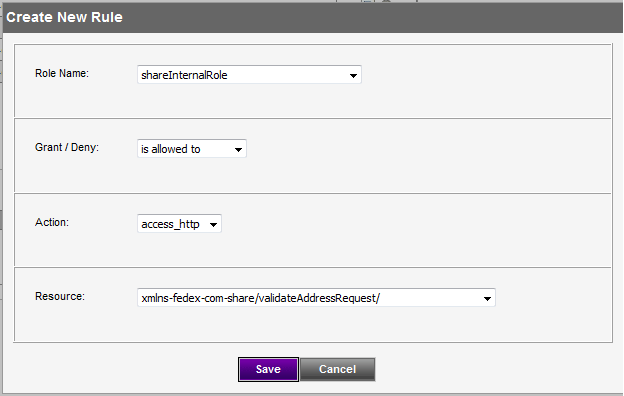 Create New Rule
Role Name: shareInternalRole
Grant / Deny: is allowed to
Action: access_http
Resource: xmlns-fedex-com-share/validateAddressRequest/
Save Cancel